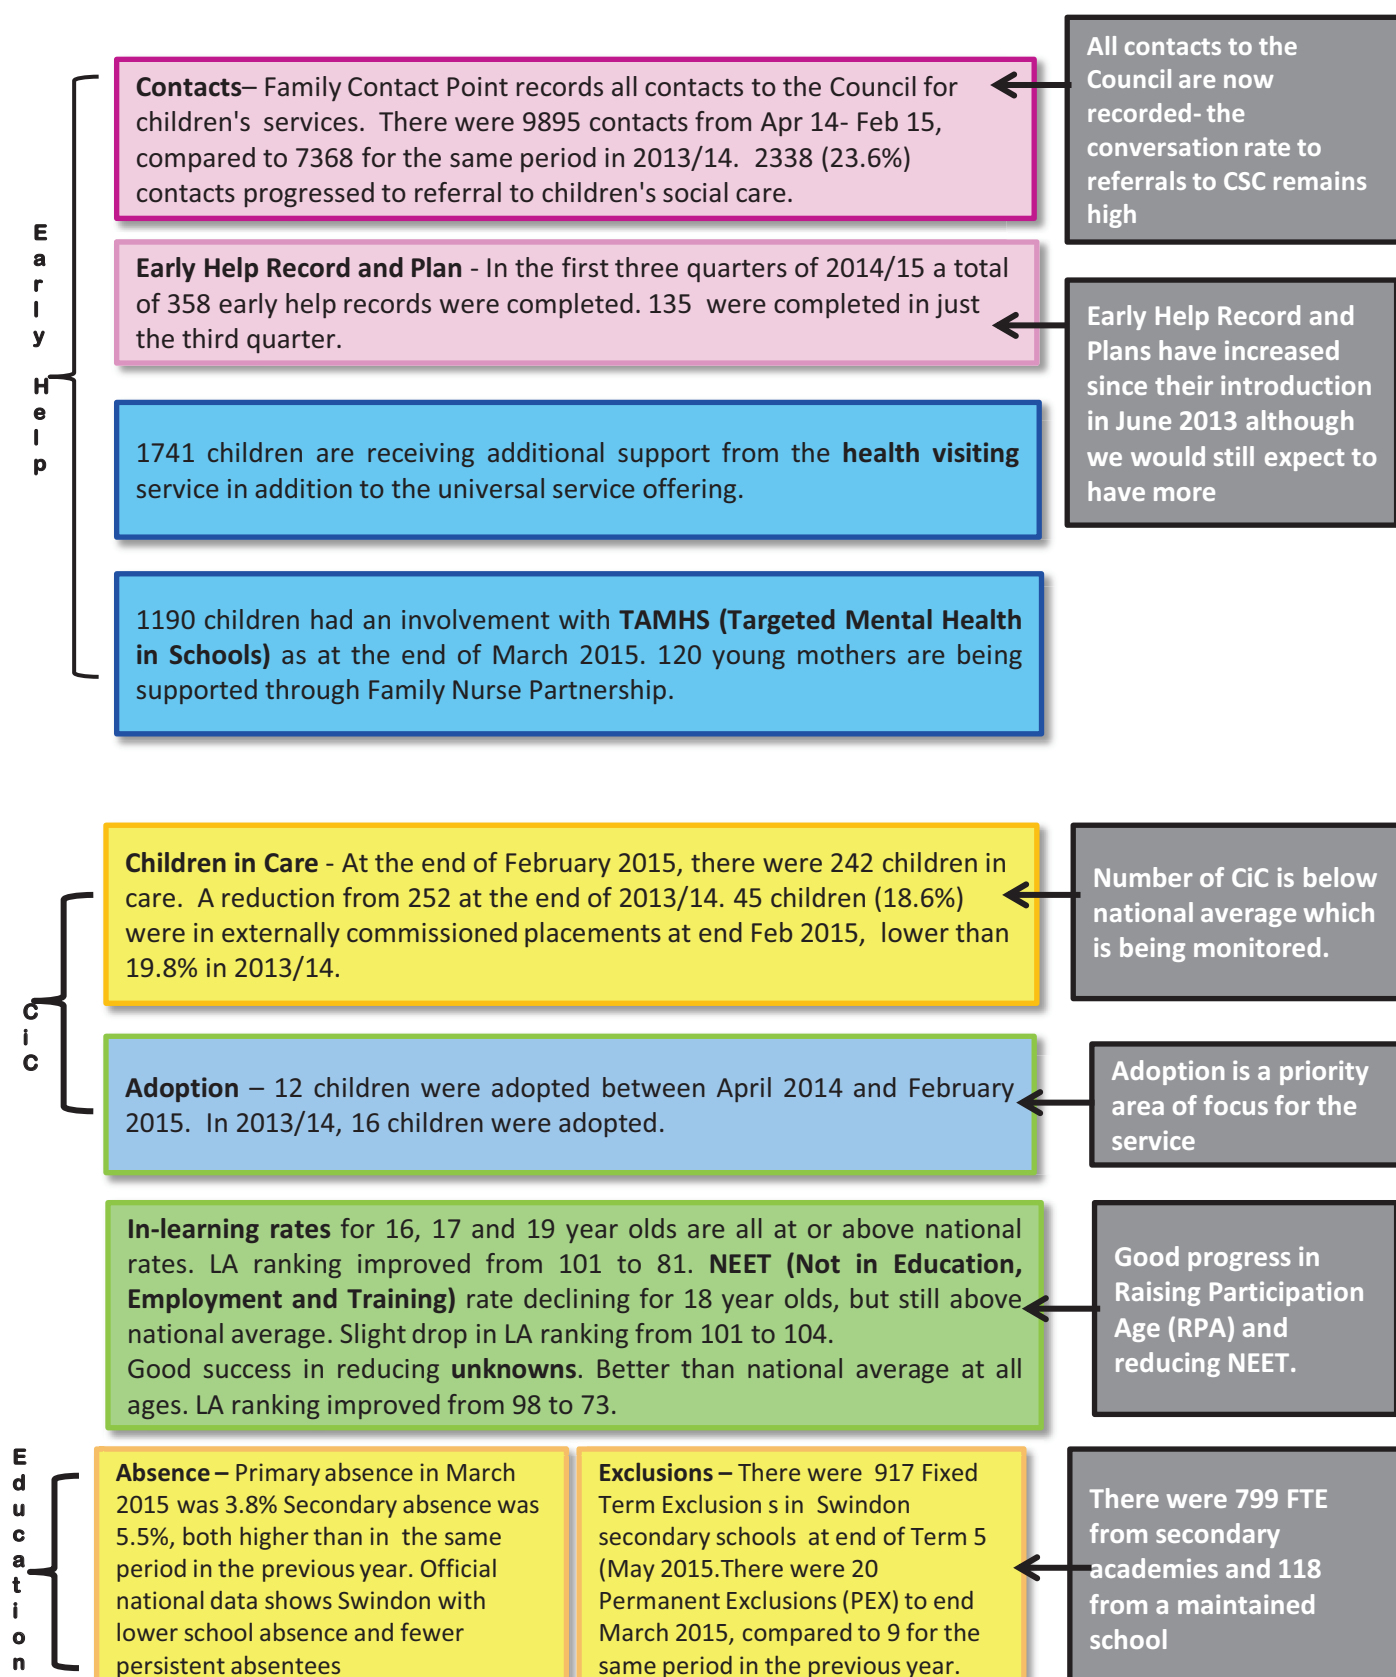 Early Help
Contacts– Family Contact Point records all contacts to the Council for
children's services. There were 9895 contacts from Apr 14- Feb 15,
compared to 7368 for the same period in 2013/14. 2338 (23.6%)
contacts progressed to referral to children's social care.
All contacts to the
Council are now
recorded- the
conversation rate to
referrals to CSC remains
high
Early Help Record and Plan - In the first three quarters of 2014/15 a total
of 358 early help records were completed. 135 were completed in just
the third quarter.
Early Help Record and
Plans have increased
since their introduction
in June 2013 although
we would still expect to
have more
1741 children are receiving additional support from the health visiting
service in addition to the universal service offering.
1190 children had an involvement with TAMHS (Targeted Mental Health
in Schools) as at the end of March 2015. 120 young mothers are being
supported through Family Nurse Partnership.
CiC
Children in Care - At the end of February 2015, there were 242 children in
care. A reduction from 252 at the end of 2013/14. 45 children (18.6%)
were in externally commissioned placements at end Feb 2015, lower than
19.8% in 2013/14.
Number of CiC is below
national average which
is being monitored.
Adoption – 12 children were adopted between April 2014 and February
2015. In 2013/14, 16 children were adopted.
Adoption is a priority
area of focus for the
service
In-learning rates for 16, 17 and 19 year olds are all at or above national
rates. LA ranking improved from 101 to 81. NEET (Not in Education,
Employment and Training) rate declining for 18 year olds, but still above
national average. Slight drop in LA ranking from 101 to 104.
Good success in reducing unknowns. Better than national average at all
ages. LA ranking improved from 98 to 73.
Good progress in
Raising Participation
Age (RPA) and
reducing NEET.
Education
Absence – Primary absence in March
2015 was 3.8% Secondary absence was
5.5%, both higher than in the same
period in the previous year. Official
national data shows Swindon with
lower school absence and fewer
persistent absentees
Exclusions – There were 917 Fixed
Term Exclusion s in Swindon
secondary schools at end of Term 5
(May 2015.There were 20
Permanent Exclusions (PEX) to end
March 2015, compared to 9 for the
same period in the previous year.
There were 799 FTE
from secondary
academies and 118
from a maintained
school